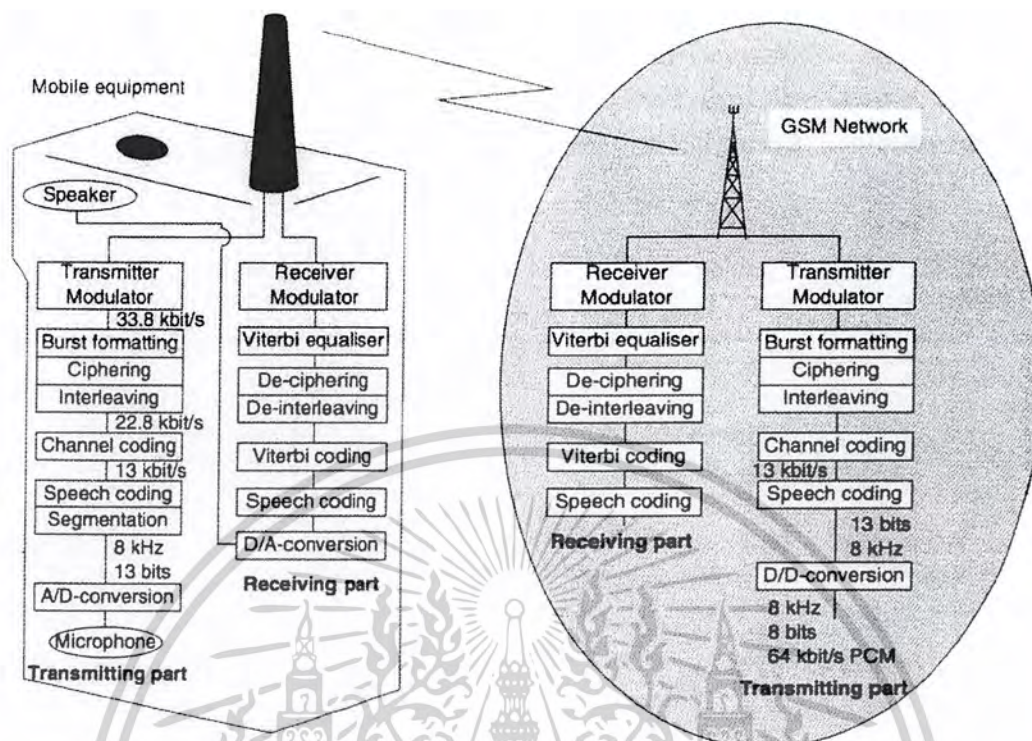 Mobile equipment
Speaker
Transmitter
Modulator
33.8 kbit/s
Burst formatting
Ciphering
Interleaving
22.8 kbit/s
Channel coding
13 kbit/s
Speech coding
Segmentation
8 kHz
13 bits
A/D-conversion
Microphone
Transmitting part
Receiver
Modulator
Viterbi equaliser
De-ciphering
De-interleaving
Viterbi coding
Speech coding
D/A-conversion
Receiving part
GSM Network
Receiver
Modulator
Viterbi equaliser
De-ciphering
De-interleaving
Viterbi coding
Speech coding
Receiving part
Transmitter
Modulator
Burst formatting
Ciphering
Interleaving
Channel coding
13 kbit/s
Speech coding
13 bits
8 kHz
D/D-conversion
8 kHz
8 bits
64 kbit/s PCM
Transmitting part